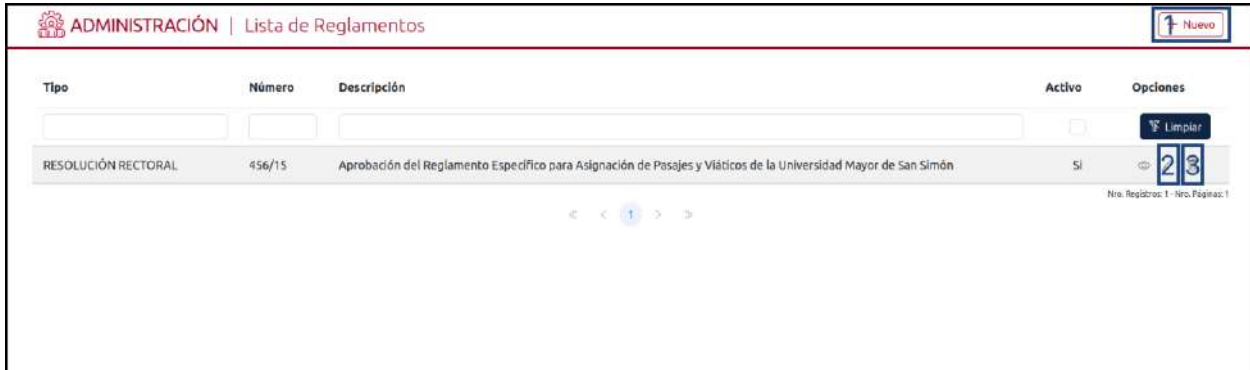 ADMINISTRACIÓN | Lista de Reglamentos
1 Nuevo
Tipo Número Descripción Activo Opciones
Limpiar
RESOLUCIÓN RECTORAL 456/15 Aprobación del Reglamento Específico para Asignación de Pasajes y Viáticos de la Universidad Mayor de San Simón Si 2 3
Nro. Registros: 1 - Nro. Páginas: 1
« < 1 > »